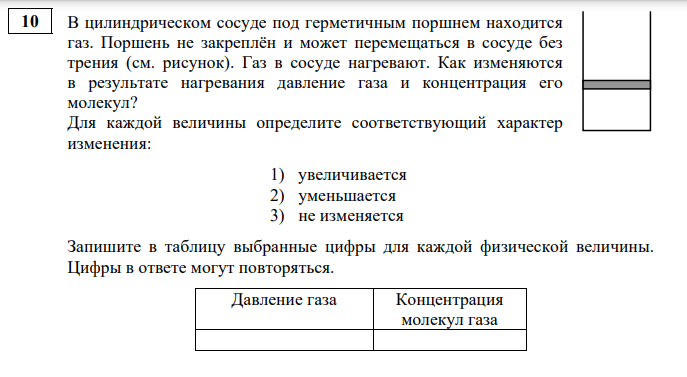 10
В цилиндрическом сосуде под герметичным поршнем находится
газ. Поршень не закреплён и может перемещаться в сосуде без
трения (см. рисунок). Газ в сосуде нагревают. Как изменяются
в результате нагревания давление газа и концентрация его
молекул?
Для каждой величины определите соответствующий характер
изменения:
1) увеличивается
2) уменьшается
3) не изменяется
Запишите в таблицу выбранные цифры для каждой физической величины.
Цифры в ответе могут повторяться.
Давление газа
Концентрация
молекул газа